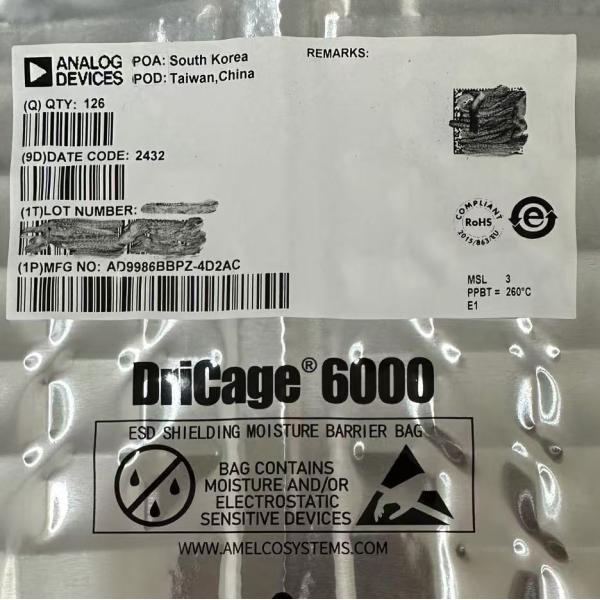 ANALOG
DEVICES
POA: South Korea
POD: Taiwan,China
REMARKS:
(Q) QTY: 126
(9D)DATE CODE: 2432
(1T)LOT NUMBER:
(1P)MFG NO: AD9986BBPZ-4D2AC
COMPLIANT
RoHS
2015/863/EU
e
MSL 3
PPBT = 260°C
E1
DriCage® 6000
ESD SHIELDING MOISTURE BARRIER BAG
BAG CONTAINS
MOISTURE AND/OR
ELECTROSTATIC
SENSITIVE DEVICES
WWW.AMELCOSYSTEMS.COM